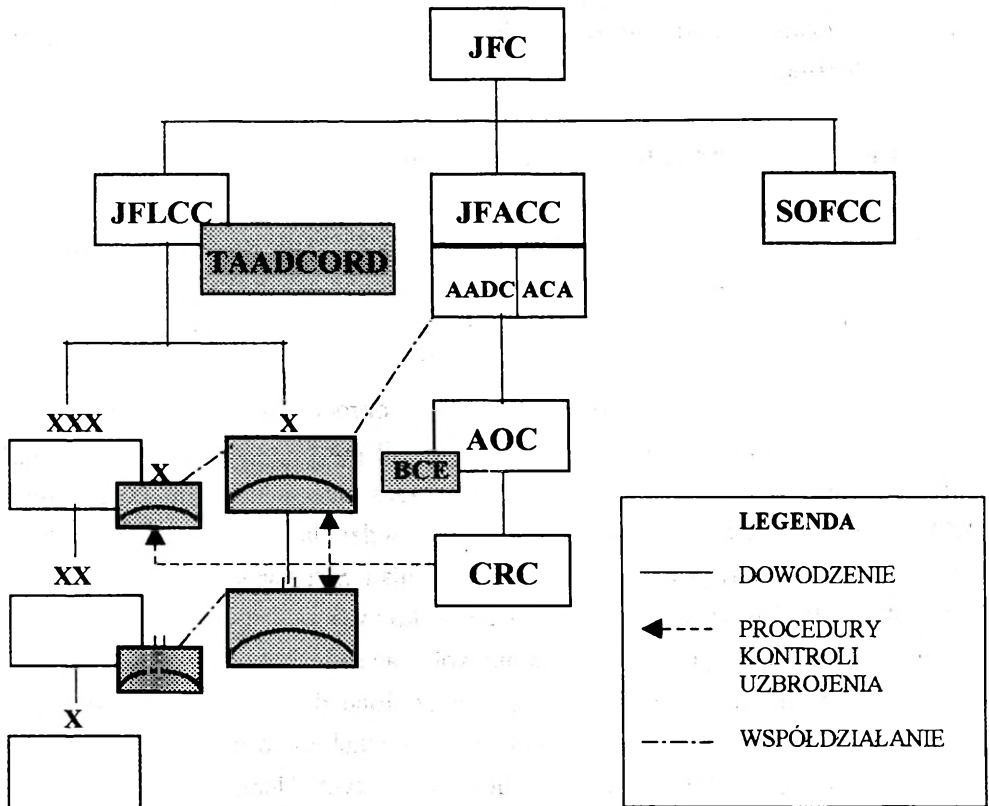 JFC
JFLCC
TAADCORD
JFACC
AADC
ACA
SOFCC
XXX
X
X
AOC
BCE
CRC
XX
X
LEGENDA
DOWODZENIE
PROCEDURY
KONTROLI
UZBROJENIA
WSPÓŁDZIAŁANIE